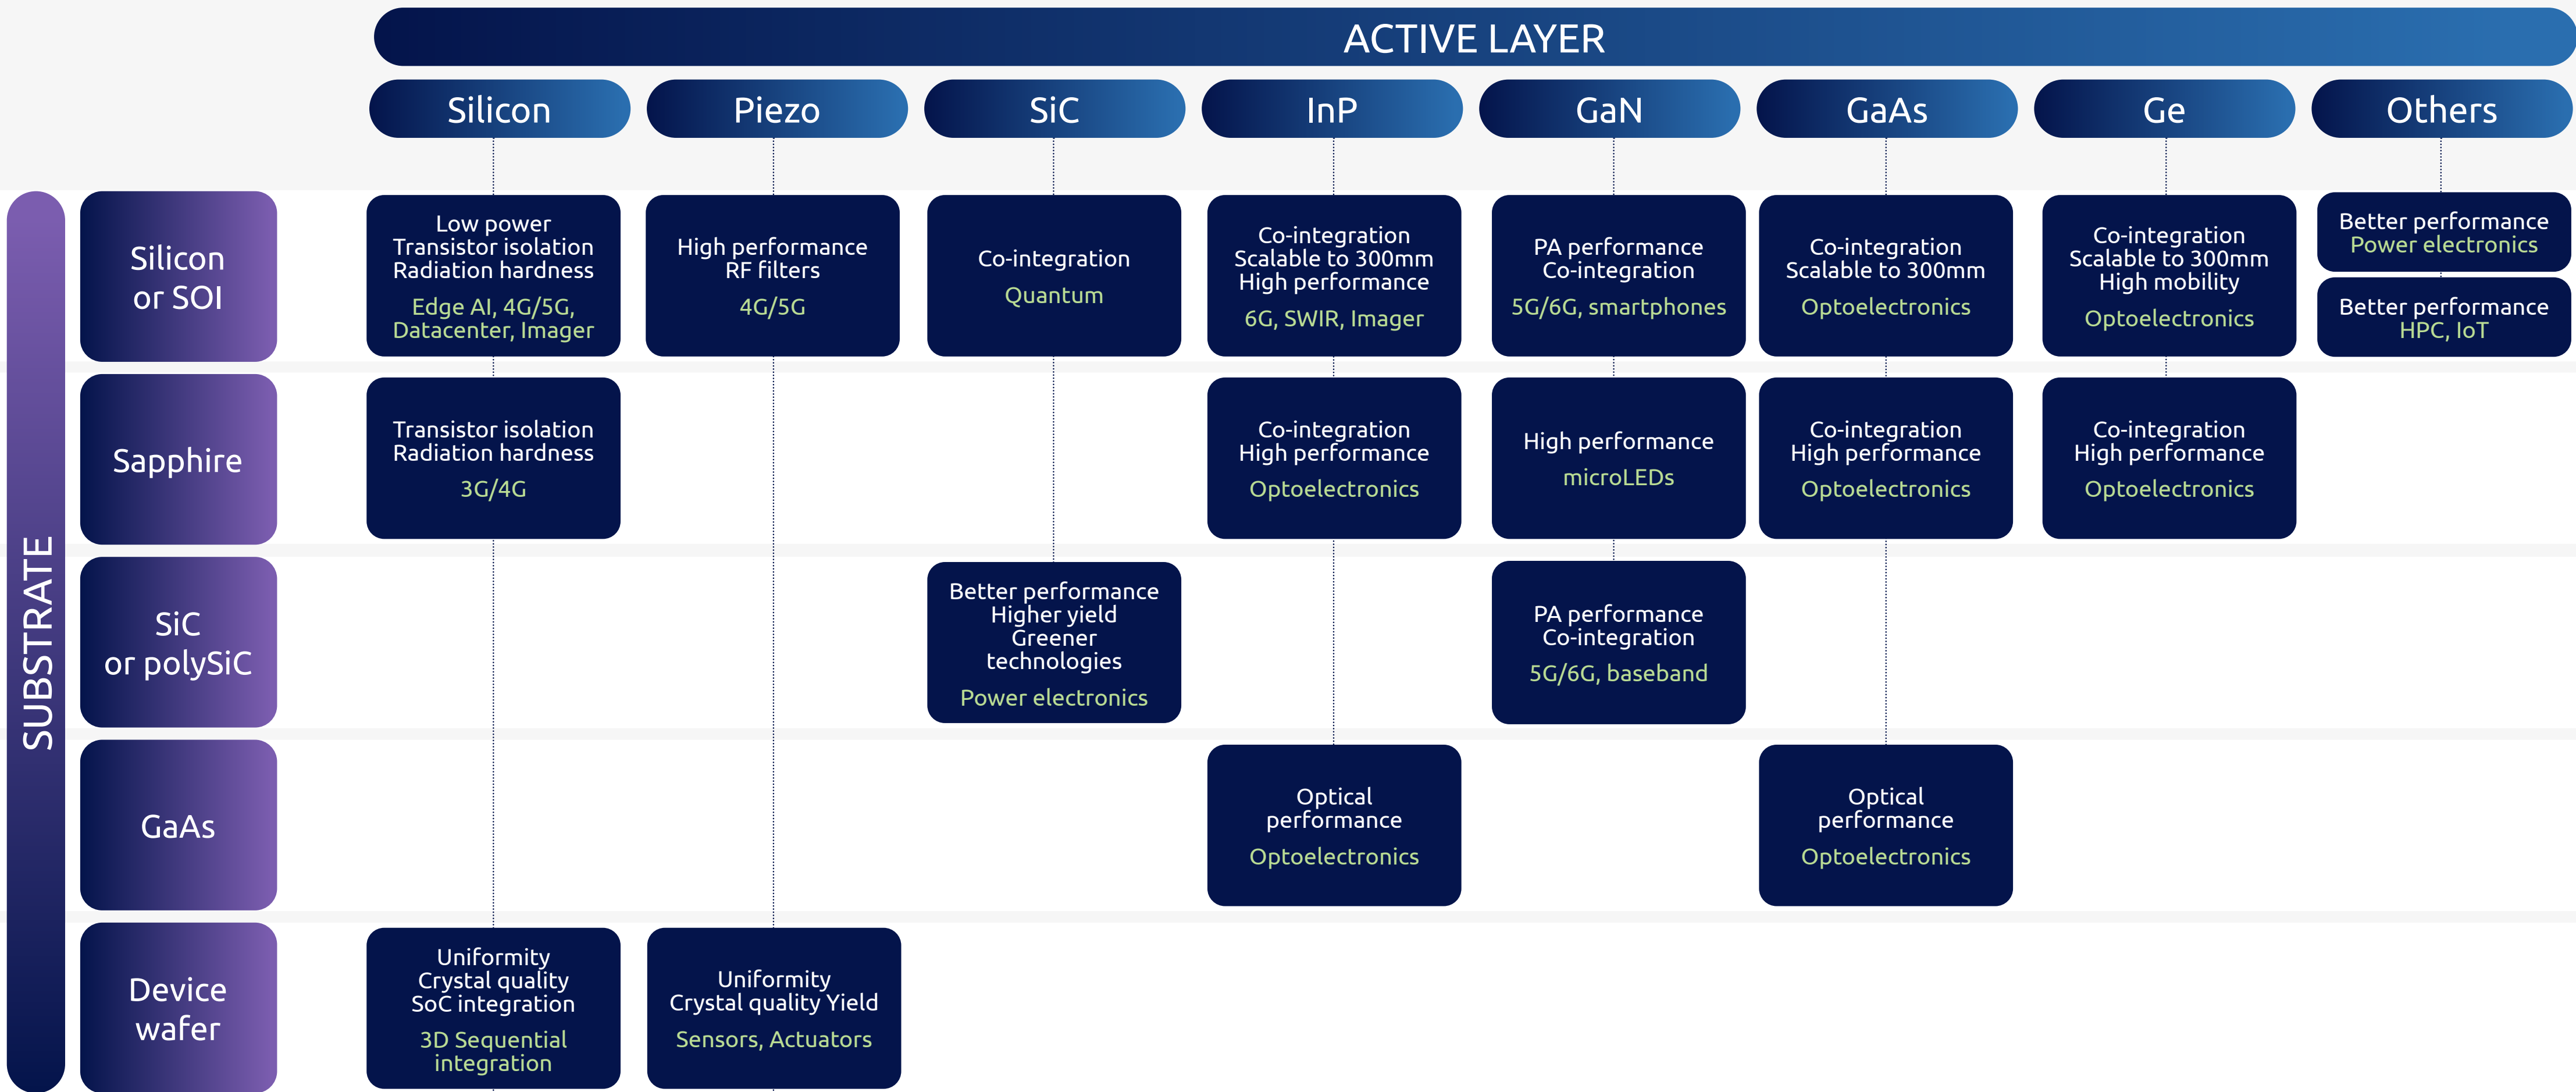 ACTIVE LAYER
Silicon
Piezo
SiC
InP
GaN
GaAs
Ge
Others
SUBSTRATE
Silicon
or SOI
Low power
Transistor isolation
Radiation hardness
Edge AI, 4G/5G,
Datacenter, Imager
High performance
RF filters
4G/5G
Co-integration
Quantum
Co-integration
Scalable to 300mm
High performance
6G, SWIR, Imager
PA performance
Co-integration
5G/6G, smartphones
Co-integration
Scalable to 300mm
Optoelectronics
Co-integration
Scalable to 300mm
High mobility
Optoelectronics
Better performance
Power electronics
Better performance
HPC, IoT
Sapphire
Transistor isolation
Radiation hardness
3G/4G
Co-integration
High performance
Optoelectronics
High performance
microLEDs
Co-integration
High performance
Optoelectronics
Co-integration
High performance
Optoelectronics
SiC
or polySiC
Better performance
Higher yield
Greener
technologies
Power electronics
PA performance
Co-integration
5G/6G, baseband
GaAs
Optical
performance
Optoelectronics
Optical
performance
Optoelectronics
Device
wafer
Uniformity
Crystal quality
SoC integration
3D Sequential
integration
Uniformity
Crystal quality Yield
Sensors, Actuators